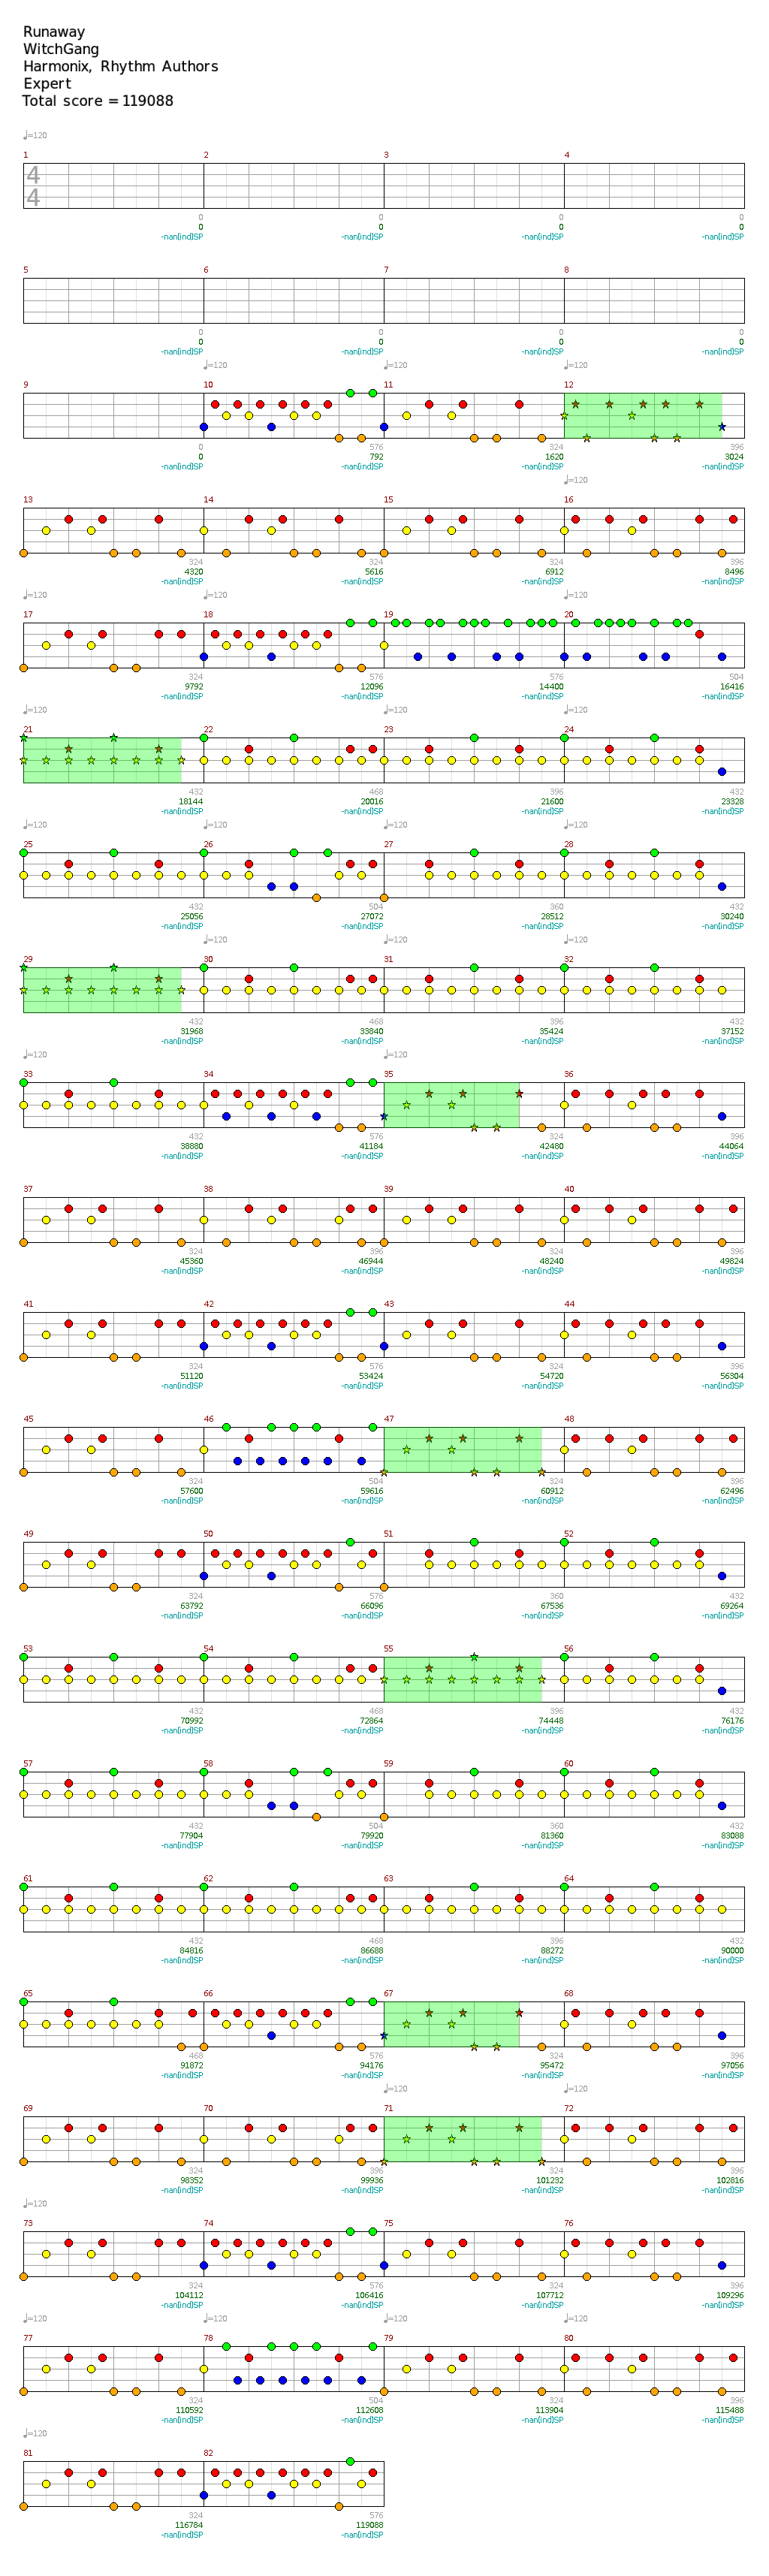 Runaway
WitchGang
Harmonix, Rhythm Authors
Expert
Total score = 119088
♩=120
1 2 3 4
4
4
0 0 0 0
0 0 0 0
-nan(ind)SP -nan(ind)SP -nan(ind)SP -nan(ind)SP
5 6 7 8
0 0 0 0
0 0 0 0
-nan(ind)SP -nan(ind)SP -nan(ind)SP -nan(ind)SP
♩=120 ♩=120 ♩=120
9 10 11 12
0 576 324 396
0 792 1620 3024
-nan(ind)SP -nan(ind)SP -nan(ind)SP -nan(ind)SP
♩=120
13 14 15 16
324 324 324 396
4320 5616 6912 8496
-nan(ind)SP -nan(ind)SP -nan(ind)SP -nan(ind)SP
♩=120 ♩=120 ♩=120 ♩=120
17 18 19 20
324 576 576 504
9792 12096 14400 16416
-nan(ind)SP -nan(ind)SP -nan(ind)SP -nan(ind)SP
♩=120 ♩=120 ♩=120
21 22 23 24
432 468 396 432
18144 20016 21600 23328
-nan(ind)SP -nan(ind)SP -nan(ind)SP -nan(ind)SP
♩=120 ♩=120 ♩=120 ♩=120
25 26 27 28
432 504 360 432
25056 27072 28512 30240
-nan(ind)SP -nan(ind)SP -nan(ind)SP -nan(ind)SP
♩=120 ♩=120 ♩=120
29 30 31 32
432 468 396 432
31968 33840 35424 37152
-nan(ind)SP -nan(ind)SP -nan(ind)SP -nan(ind)SP
♩=120
33 34 35 36
432 576 324 396
38880 41184 42480 44064
-nan(ind)SP -nan(ind)SP -nan(ind)SP -nan(ind)SP
37 38 39 40
324 396 324 396
45360 46944 48240 49824
-nan(ind)SP -nan(ind)SP -nan(ind)SP -nan(ind)SP
41 42 43 44
324 576 324 396
51120 53424 54720 56304
-nan(ind)SP -nan(ind)SP -nan(ind)SP -nan(ind)SP
45 46 47 48
324 504 324 396
57600 59616 60912 62496
-nan(ind)SP -nan(ind)SP -nan(ind)SP -nan(ind)SP
49 50 51 52
324 576 360 432
63792 66096 67536 69264
-nan(ind)SP -nan(ind)SP -nan(ind)SP -nan(ind)SP
53 54 55 56
432 468 396 432
70992 72864 74448 76176
-nan(ind)SP -nan(ind)SP -nan(ind)SP -nan(ind)SP
57 58 59 60
432 504 360 432
77904 79920 81360 83088
-nan(ind)SP -nan(ind)SP -nan(ind)SP -nan(ind)SP
61 62 63 64
432 468 396 432
84816 86688 88272 90000
-nan(ind)SP -nan(ind)SP -nan(ind)SP -nan(ind)SP
65 66 67 68
468 576 324 396
91872 94176 95472 97056
-nan(ind)SP -nan(ind)SP -nan(ind)SP -nan(ind)SP
♩=120
69 70 71 72
324 396 324 396
98352 99936 101232 102816
-nan(ind)SP -nan(ind)SP -nan(ind)SP -nan(ind)SP
♩=120
73 74 75 76
324 576 324 396
104112 106416 107712 109296
-nan(ind)SP -nan(ind)SP -nan(ind)SP -nan(ind)SP
♩=120 ♩=120 ♩=120
77 78 79 80
324 504 324 396
110592 112608 113904 115488
-nan(ind)SP -nan(ind)SP -nan(ind)SP -nan(ind)SP
♩=120
81 82
324 576
116784 119088
-nan(ind)SP -nan(ind)SP